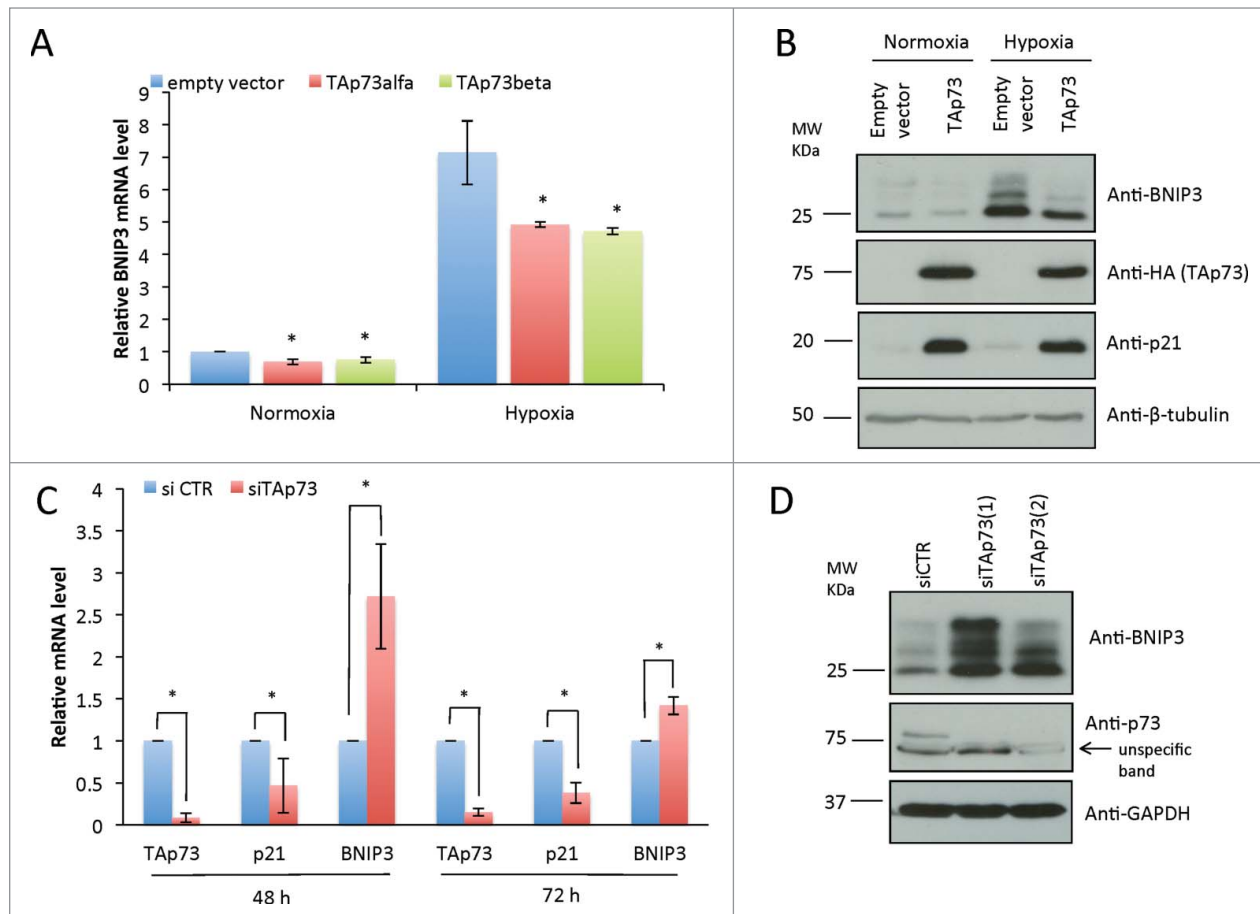 A
empty vector TAp73alfa TAp73beta
Relative BNIP3 mRNA level
9
8
7
6
5
4
3
2
1
0
* * * *
Normoxia Hypoxia
B
Normoxia Hypoxia
Empty vector
TAp73
Empty vector
TAp73
MW
KDa
25
Anti-BNIP3
75
Anti-HA (TAp73)
20
Anti-p21
50
Anti-β-tubulin
C
si CTR siTAp73
Relative mRNA level
4
3.5
3
2.5
2
1.5
1
0.5
0
* * * * * *
TAp73 p21 BNIP3 TAp73 p21 BNIP3
48 h 72 h
D
siCTR
siTAp73(1)
siTAp73(2)
MW
KDa
25
Anti-BNIP3
75
Anti-p73
unspecific
band
37
Anti-GAPDH